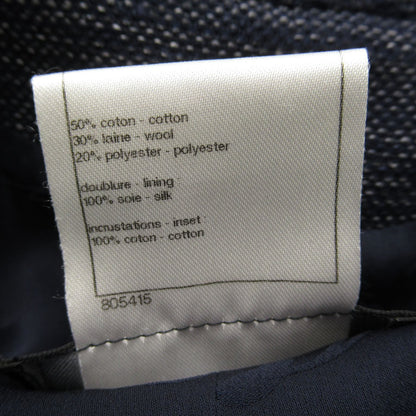 50% coton - cotton
30% laine - wool
20% polyester - polyester
doublure - lining
100% soie - silk
incrustations - inset
100% coton - cotton
805415